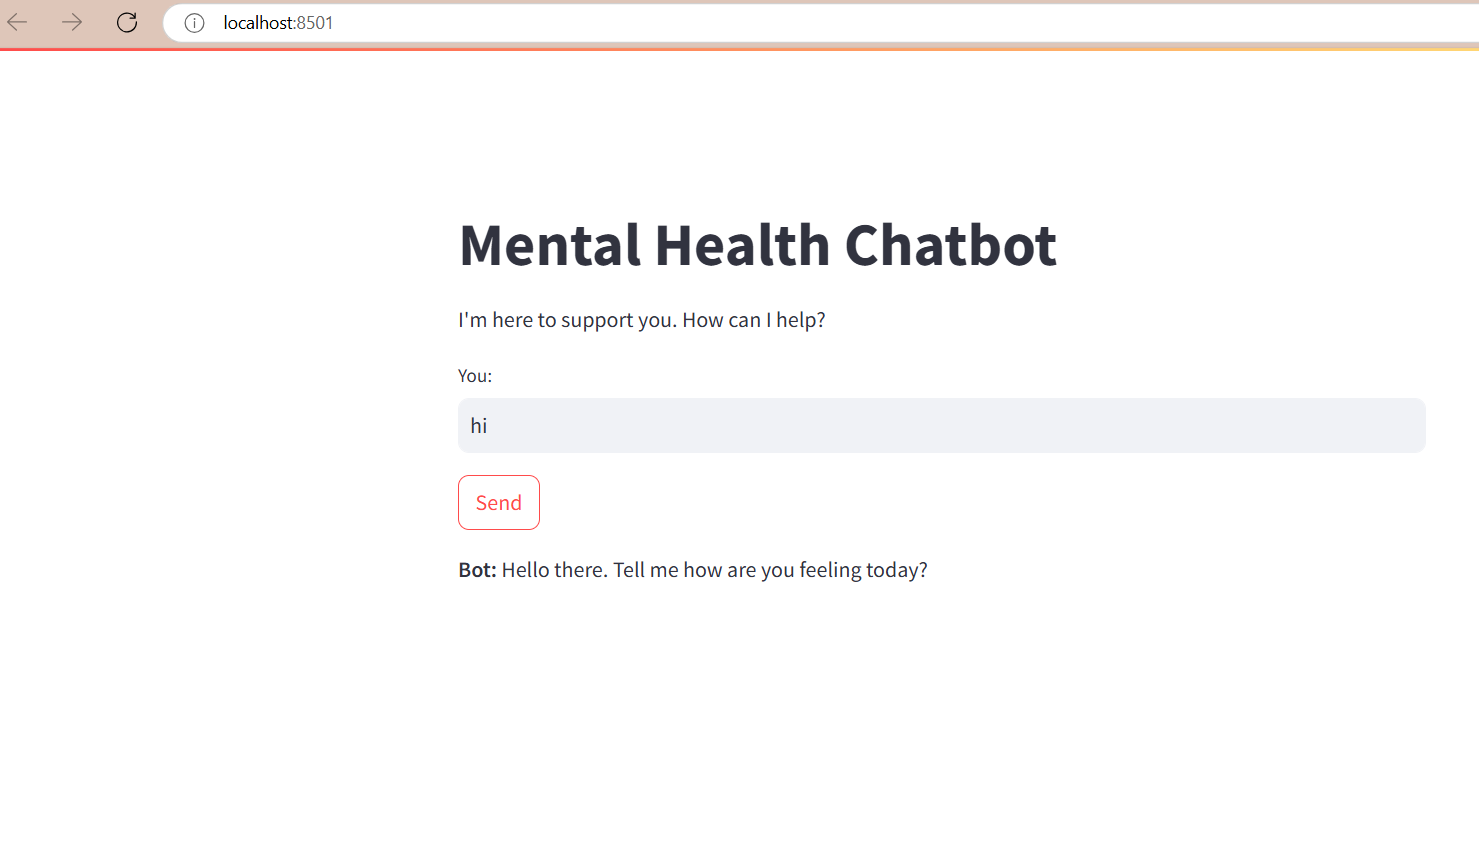 localhost:8501
Mental Health Chatbot
I'm here to support you. How can I help?
You:
hi
Send
Bot: Hello there. Tell me how are you feeling today?